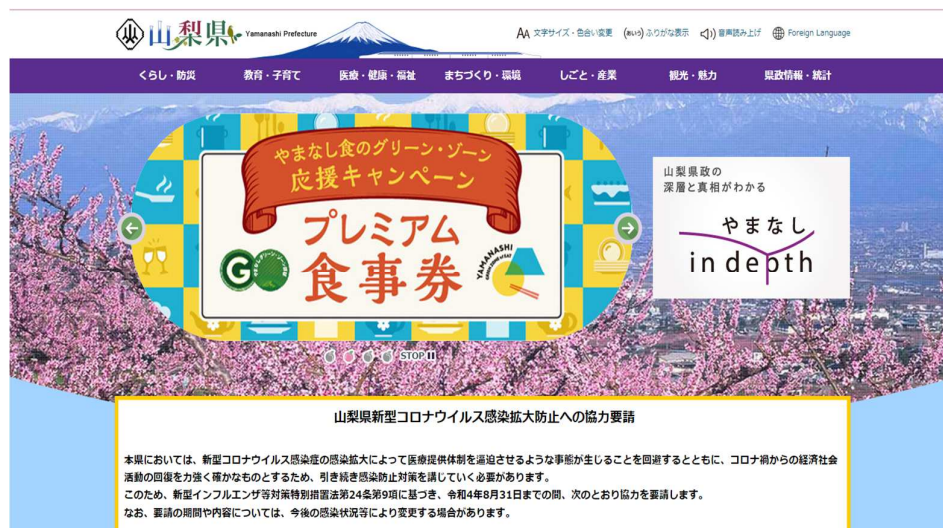 山梨県 Yamanashi Prefecture
AA 文字サイズ・色合い変更 (あいう) ふりがな表示 音声読み上げ Foreign Language
くらし・防災 教育・子育て 医療・健康・福祉 まちづくり・環境 しごと・産業 観光・魅力 県政情報・統計
やまなし食のグリーン・ゾーン
応援キャンペーン
プレミアム
食事券
GO
YAMANASHI
山梨県政の
深層と真相がわかる
やまなし
in depth
STOP
山梨県新型コロナウイルス感染拡大防止への協力要請
本県においては、新型コロナウイルス感染症の感染拡大によって医療提供体制を逼迫させるような事態が生じることを回避するとともに、コロナ禍からの経済社会
活動の回復を力強く確かなものとするため、引き続き感染防止対策を講じていく必要があります。
このため、新型インフルエンザ等対策特別措置法第24条第9項に基づき、令和4年8月31日までの間、次のとおり協力を要請します。
なお、要請の期間や内容については、今後の感染状況等により変更する場合があります。